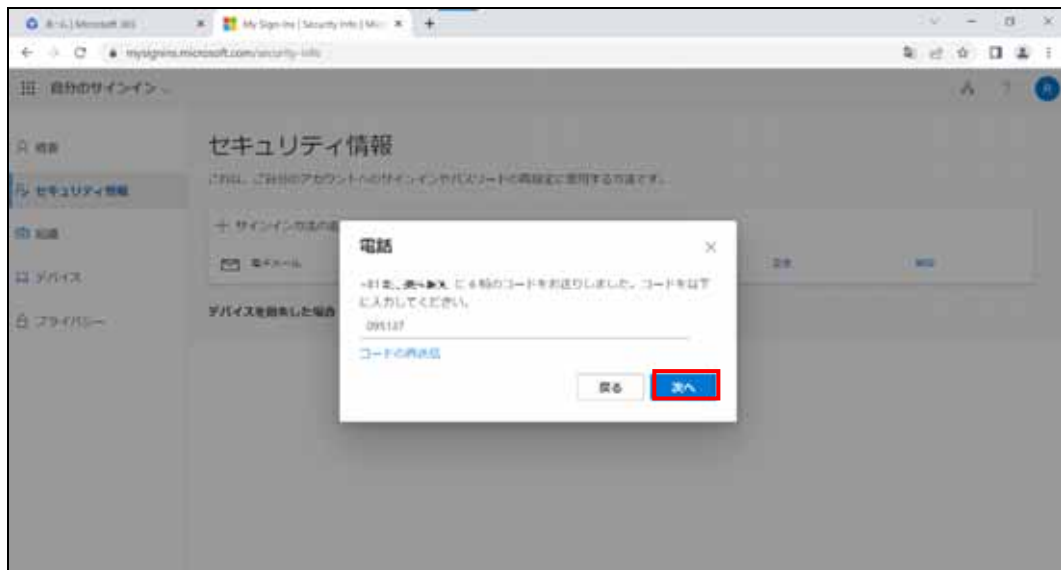 ホーム | Microsoft 365
My Sign-Ins | Security Info | Micr
mysignins.microsoft.com/security-info
自分のサインイン
概要
セキュリティ情報
組織
デバイス
プライバシー
セキュリティ情報
これは、ご自分のアカウントへのサインインやパスワードの再設定に使用する方法です。
サインイン方法の追
電子メール
変更
削除
デバイスを紛失した場合
電話
+81 に 6 桁のコードをお送りしました。コードを以下
に入力してください。
コードの再送信
戻る
次へ